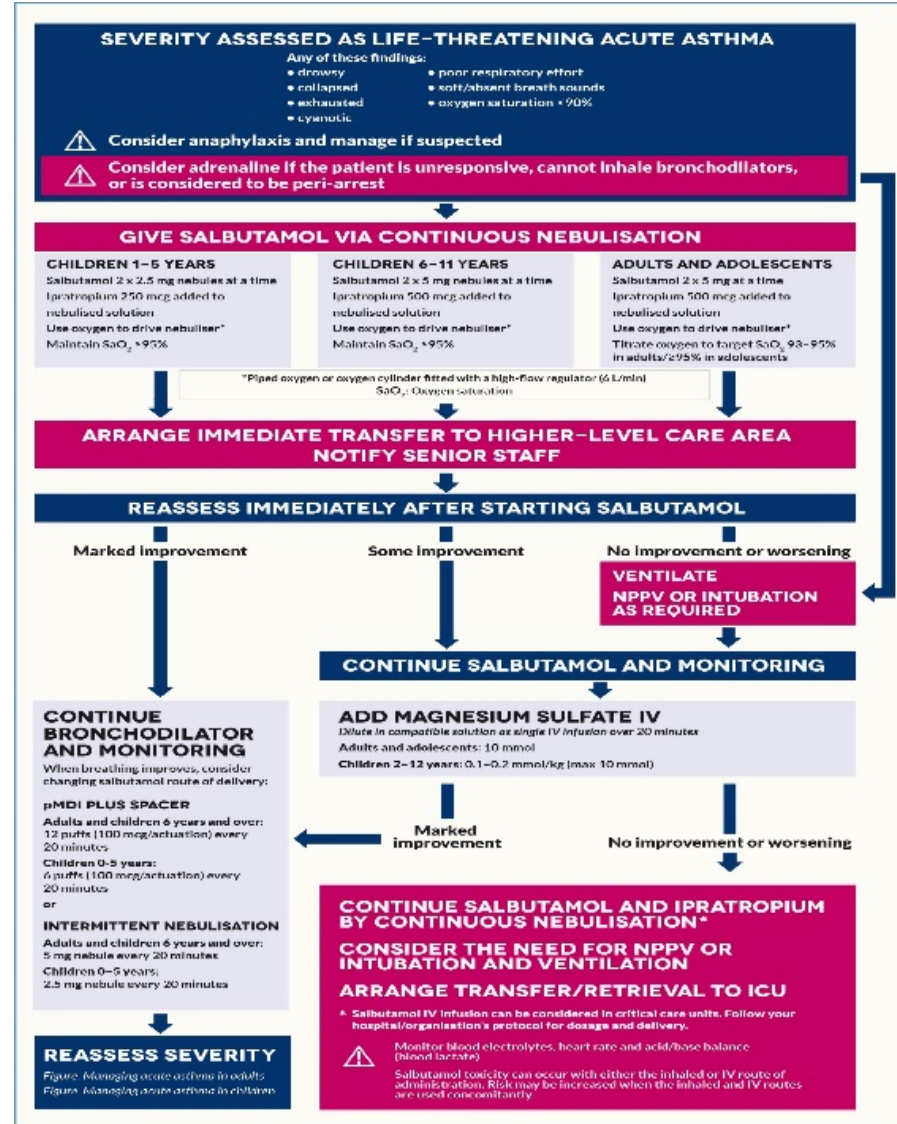 SEVERITY ASSESSED AS LIFE-THREATENING ACUTE ASTHMA
Any of these findings:
• drowsy
• collapsed
• exhausted
• cyanotic
• poor respiratory effort
• soft/absent breath sounds
• oxygen saturation <90%
Consider anaphylaxis and manage if suspected
Consider adrenaline if the patient is unresponsive, cannot inhale bronchodilators,
or is considered to be peri-arrest
GIVE SALBUTAMOL VIA CONTINUOUS NEBULISATION
CHILDREN 1–5 YEARS
Salbutamol 2 x 2.5 mg nebules at a time
Ipratropium 250 mcg added to
nebulised solution
Use oxygen to drive nebuliser*
Maintain SaO₂ >95%
CHILDREN 6–11 YEARS
Salbutamol 2 x 5 mg nebules at a time
Ipratropium 500 mcg added to
nebulised solution
Use oxygen to drive nebuliser*
Maintain SaO₂ >95%
ADULTS AND ADOLESCENTS
Salbutamol 2 x 5 mg at a time
Ipratropium 500 mcg added to
nebulised solution
Use oxygen to drive nebuliser*
Titrate oxygen to target SaO₂ 93–95%
in adults/≥95% in adolescents
*Piped oxygen or oxygen cylinder fitted with a high-flow regulator (6 L/min)
SaO₂: Oxygen saturation
ARRANGE IMMEDIATE TRANSFER TO HIGHER-LEVEL CARE AREA
NOTIFY SENIOR STAFF
REASSESS IMMEDIATELY AFTER STARTING SALBUTAMOL
Marked improvement
Some improvement
No improvement or worsening
VENTILATE
NPPV OR INTUBATION
AS REQUIRED
CONTINUE SALBUTAMOL AND MONITORING
CONTINUE
BRONCHODILATOR
AND MONITORING
When breathing improves, consider
changing salbutamol route of delivery:
pMDI PLUS SPACER
Adults and children 6 years and over:
12 puffs (100 mcg/actuation) every
20 minutes
Children 0-5 years:
6 puffs (100 mcg/actuation) every
20 minutes
or
INTERMITTENT NEBULISATION
Adults and children 6 years and over:
5 mg nebule every 20 minutes
Children 0–5 years:
2.5 mg nebule every 20 minutes
ADD MAGNESIUM SULFATE IV
Dilute in compatible solution as single IV infusion over 20 minutes
Adults and adolescents: 10 mmol
Children 2–12 years: 0.1–0.2 mmol/kg (max 10 mmol)
Marked
improvement
No improvement or worsening
CONTINUE SALBUTAMOL AND IPRATROPIUM
BY CONTINUOUS NEBULISATION*
CONSIDER THE NEED FOR NPPV OR
INTUBATION AND VENTILATION
ARRANGE TRANSFER/RETRIEVAL TO ICU
* Salbutamol IV infusion can be considered in critical care units. Follow your
hospital/organisation's protocol for dosage and delivery.
Monitor blood electrolytes, heart rate and acid/base balance
(blood lactate)
Salbutamol toxicity can occur with either the inhaled or IV route of
administration. Risk may be increased when the inhaled and IV routes
are used concomitantly.
REASSESS SEVERITY
Figure. Managing acute asthma in adults
Figure. Managing acute asthma in children